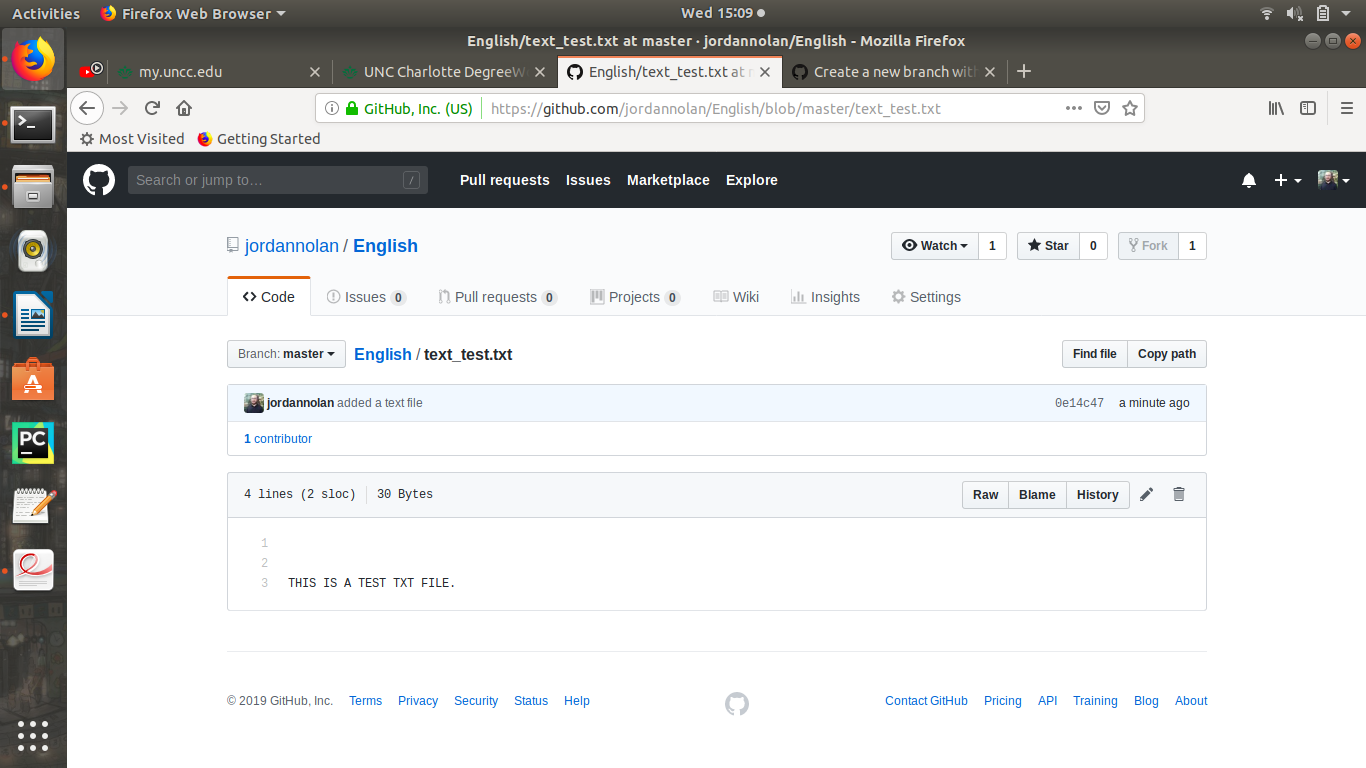 Activities Firefox Web Browser Wed 15:09
English/text_test.txt at master · jordannolan/English - Mozilla Firefox
my.uncc.edu UNC Charlotte DegreeW English/text_test.txt at Create a new branch wit
GitHub, Inc. (US) https://github.com/jordannolan/English/blob/master/text_test.txt
Most Visited Getting Started
Search or jump to… / Pull requests Issues Marketplace Explore
jordannolan / English Watch 1 Star 0 Fork 1
Code Issues 0 Pull requests 0 Projects 0 Wiki Insights Settings
Branch: master English / text_test.txt Find file Copy path
jordannolan added a text file 0e14c47 a minute ago
1 contributor
4 lines (2 sloc) 30 Bytes Raw Blame History
1
2
3 THIS IS A TEST TXT FILE.
© 2019 GitHub, Inc. Terms Privacy Security Status Help Contact GitHub Pricing API Training Blog About
PC